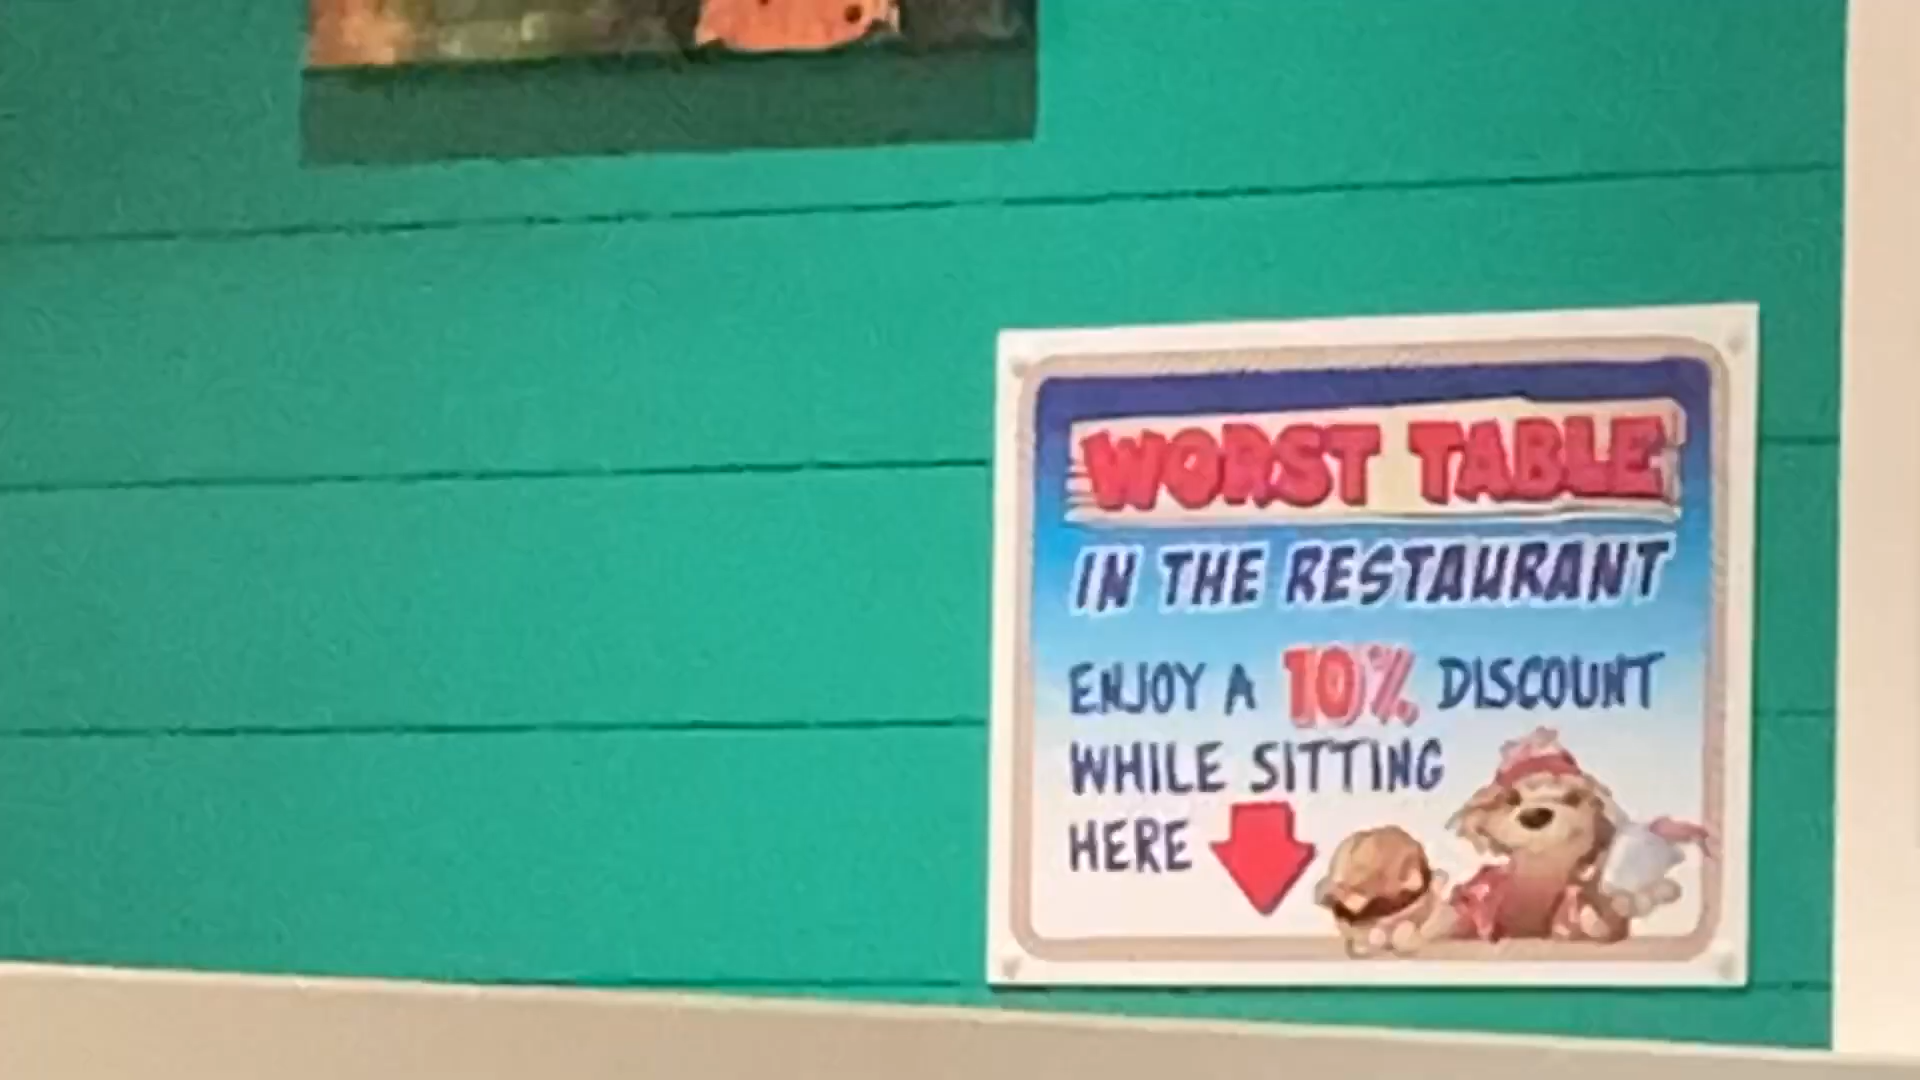 WORST TABLE
IN THE RESTAURANT
ENJOY A 10% DISCOUNT
WHILE SITTING
HERE